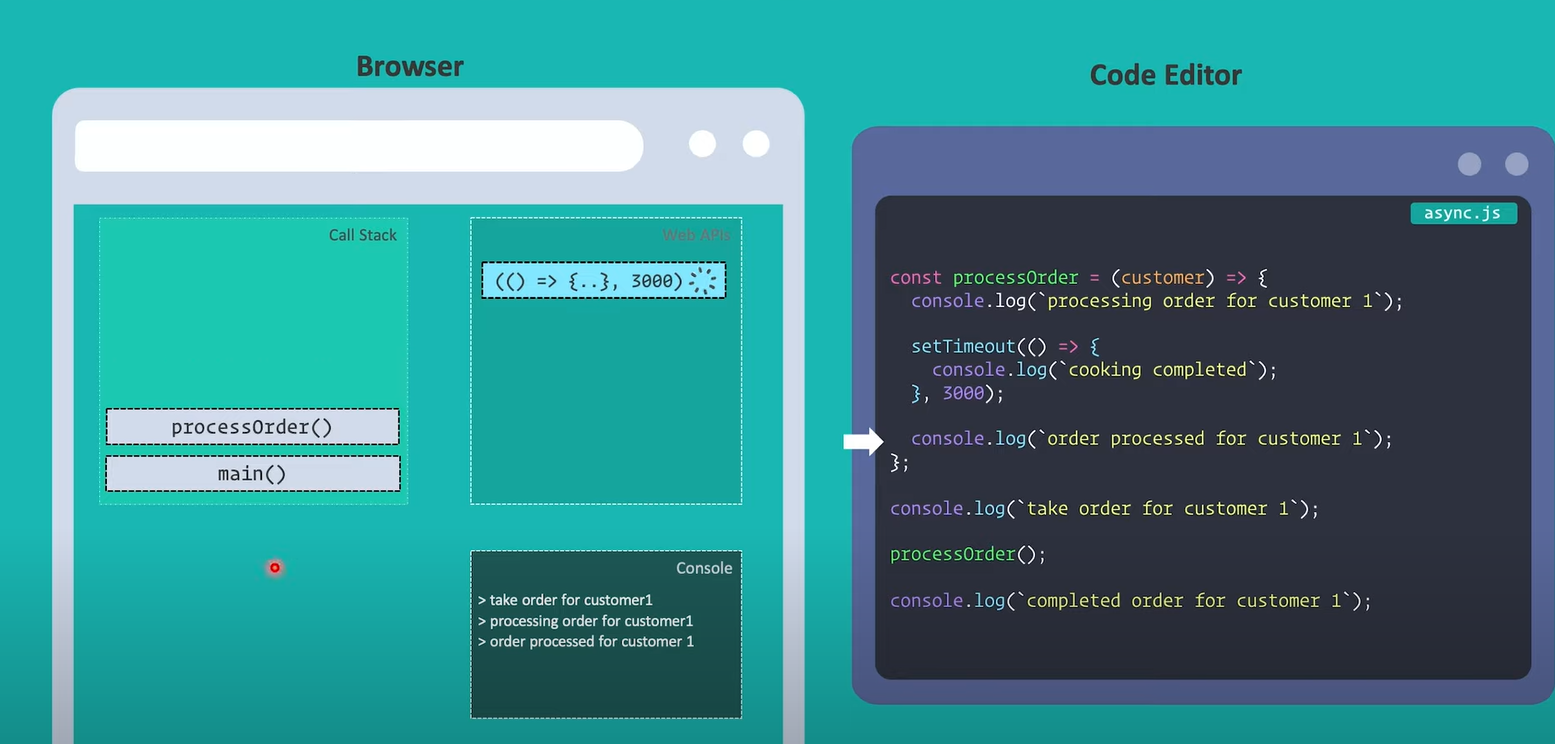 Browser
Code Editor
Call Stack
Web APIs
(() => {..}, 3000)
processOrder()
main()
Console
> take order for customer1
> processing order for customer1
> order processed for customer 1
async.js
const processOrder = (customer) => {
  console.log(`processing order for customer 1`);
  setTimeout(() => {
    console.log(`cooking completed`);
  }, 3000);
  console.log(`order processed for customer 1`);
};
console.log(`take order for customer 1`);
processOrder();
console.log(`completed order for customer 1`);